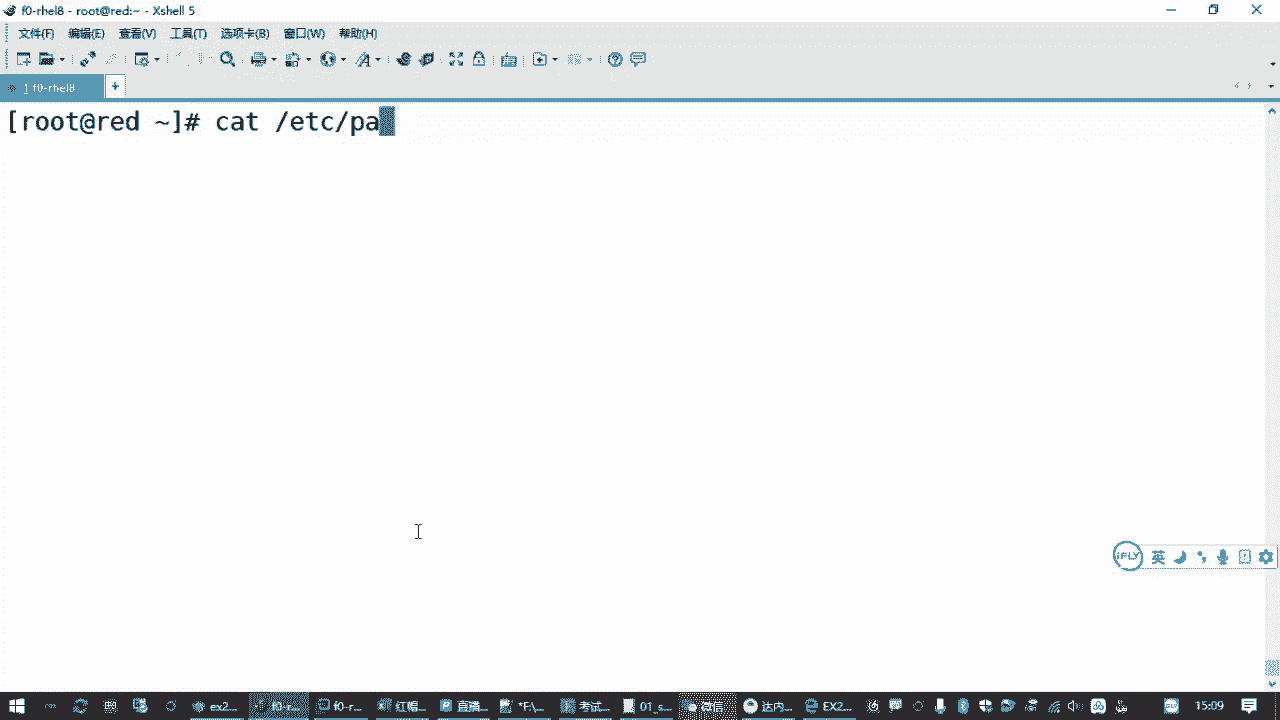 f0-rhel8 - root@red:~ - Xshell 5
文件(F) 编辑(E) 查看(V) 工具(T) 选项卡(B) 窗口(W) 帮助(H)
1 f0-rhel8 +
[root@red ~]# cat /etc/pa
iFLY 英
ex2... f0-r... f0-r... 红帽... 直播... *F:\... 考试... 01_s... 微信 达内... EX2... 15:09